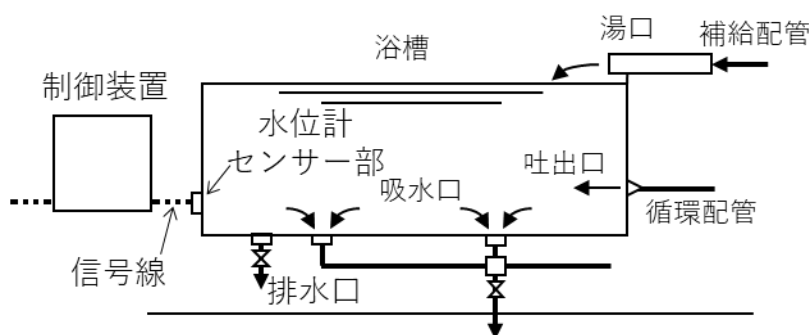 湯口
補給配管
浴槽
制御装置
水位計
センサー部
吐出口
吸水口
循環配管
信号線
排水口